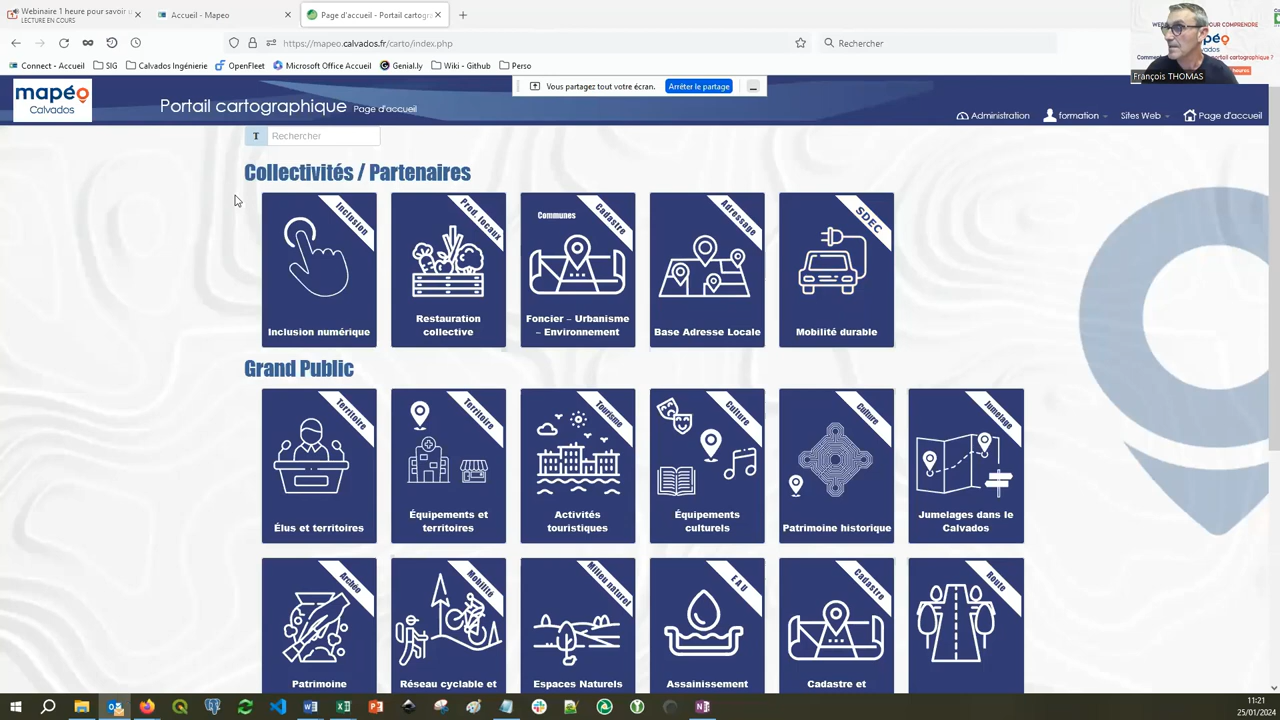 Webinaire 1 heure pour savoir u
LECTURE EN COURS
Accueil - Mapeo
Page d'accueil - Portail cartogra
https://mapeo.calvados.fr/carto/index.php
Rechercher
Connect - Accueil
SIG
Calvados Ingénierie
OpenFleet
Microsoft Office Accueil
Genial.ly
Wiki - Github
Perso
POUR COMPRENDRE
portail cartographique ?
François THOMAS
Vous partagez tout votre écran.
Arrêter le partage
mapéo
Calvados
Portail cartographique
Page d'accueil
Administration
formation
Sites Web
Page d'accueil
T
Rechercher
Collectivités / Partenaires
Inclusion
Inclusion numérique
Prod. locaux
Restauration
collective
Communes
Cadastre
Foncier – Urbanisme
– Environnement
Adressage
Base Adresse Locale
SDEC
Mobilité durable
Grand Public
Territoire
Élus et territoires
Territoire
Équipements et
territoires
Tourisme
Activités
touristiques
Culture
Équipements
culturels
Culture
Patrimoine historique
Jumelage
Jumelages dans le
Calvados
Archéo
Patrimoine
Mobilité
Réseau cyclable et
Milieu naturel
Espaces Naturels
EAU
Assainissement
Cadastre
Cadastre et
Route
11:21
25/01/2024